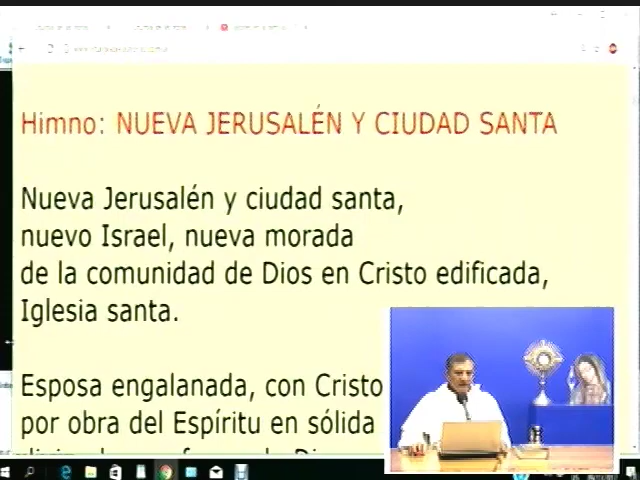 Himno: NUEVA JERUSALÉN Y CIUDAD SANTA
Nueva Jerusalén y ciudad santa,
nuevo Israel, nueva morada
de la comunidad de Dios en Cristo edificada,
Iglesia santa.
Esposa engalanada, con Cristo
por obra del Espíritu en sólida